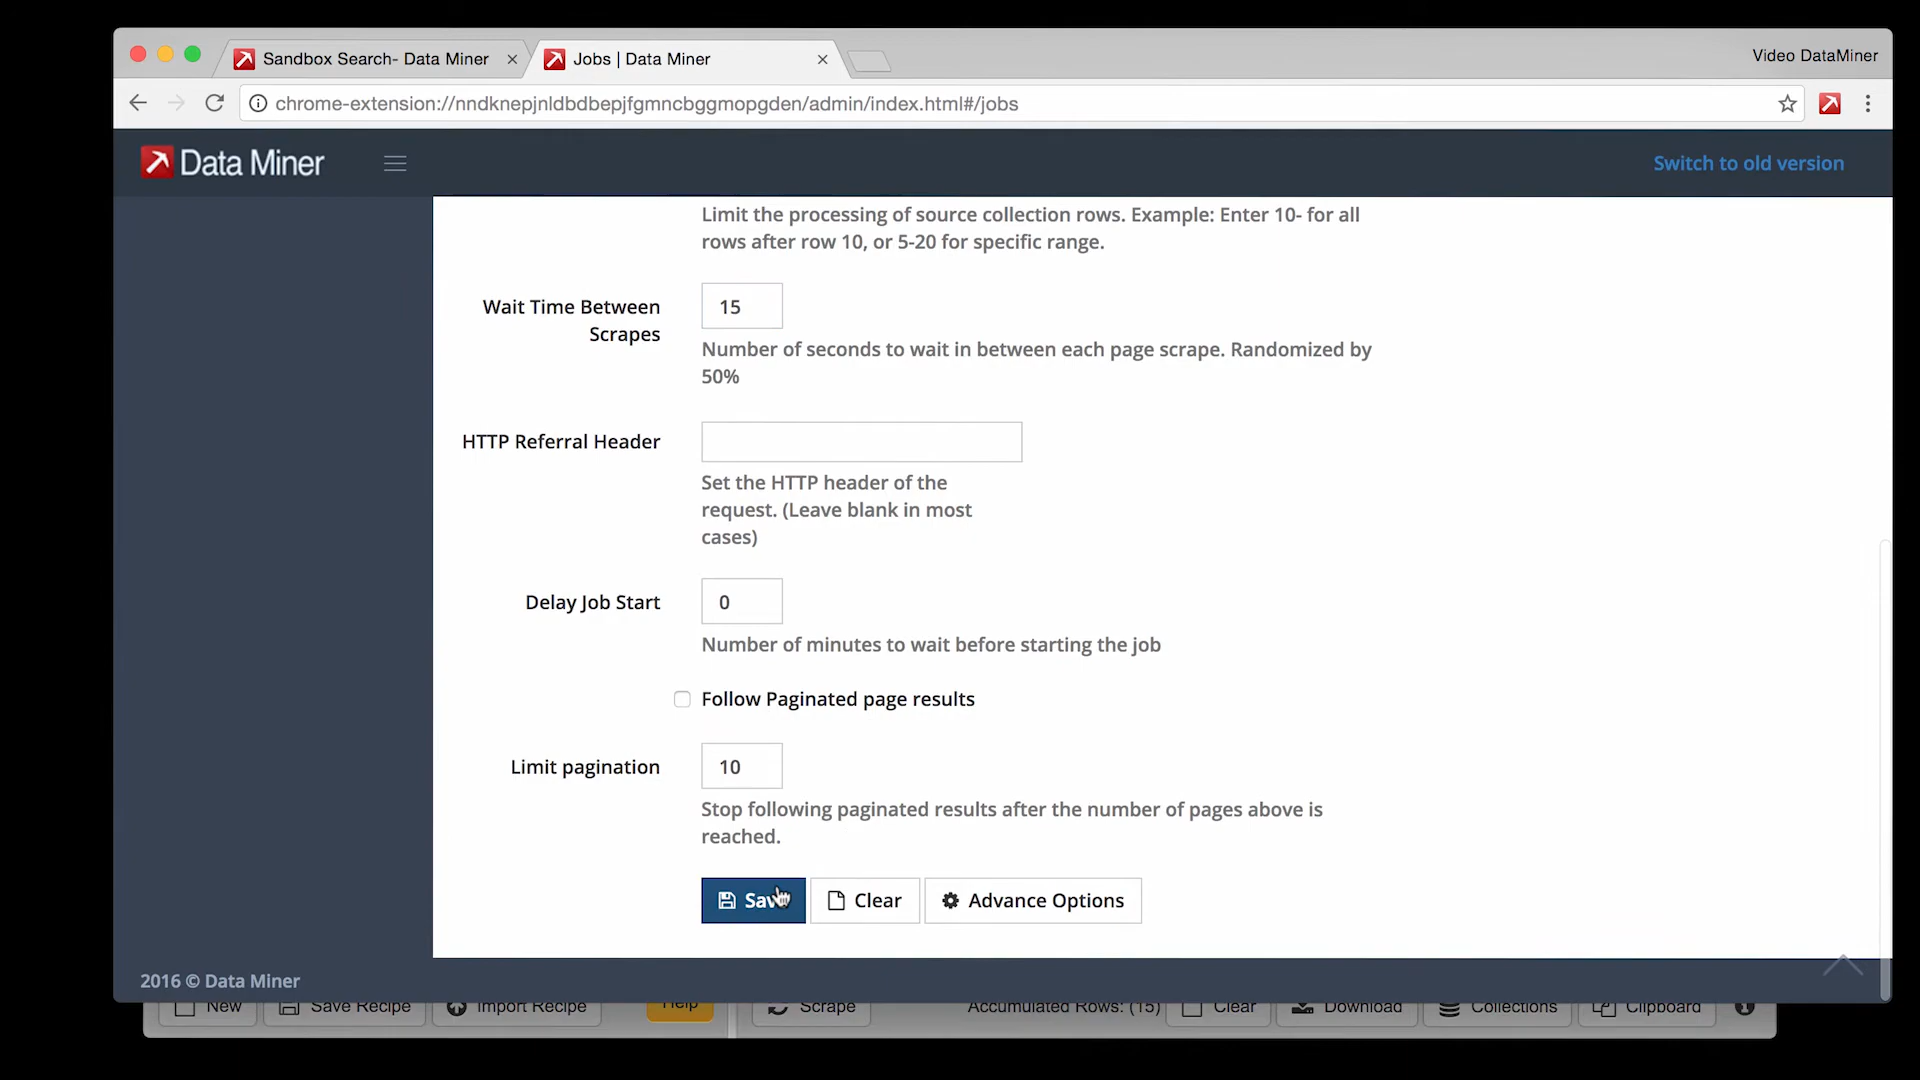 Sandbox Search- Data Miner
Jobs | Data Miner
Video DataMiner
chrome-extension://nndknepjnldbdbepjfgmncbggmopgden/admin/index.html#/jobs
Data Miner
Switch to old version
Limit the processing of source collection rows. Example: Enter 10- for all
rows after row 10, or 5-20 for specific range.
Wait Time Between
Scrapes
15
Number of seconds to wait in between each page scrape. Randomized by
50%
HTTP Referral Header
Set the HTTP header of the
request. (Leave blank in most
cases)
Delay Job Start
0
Number of minutes to wait before starting the job
Follow Paginated page results
Limit pagination
10
Stop following paginated results after the number of pages above is
reached.
Save Clear Advance Options
2016 © Data Miner
New Save Recipe Import Recipe Help Scrape Accumulated Rows: (15) Clear Download Collections Clipboard